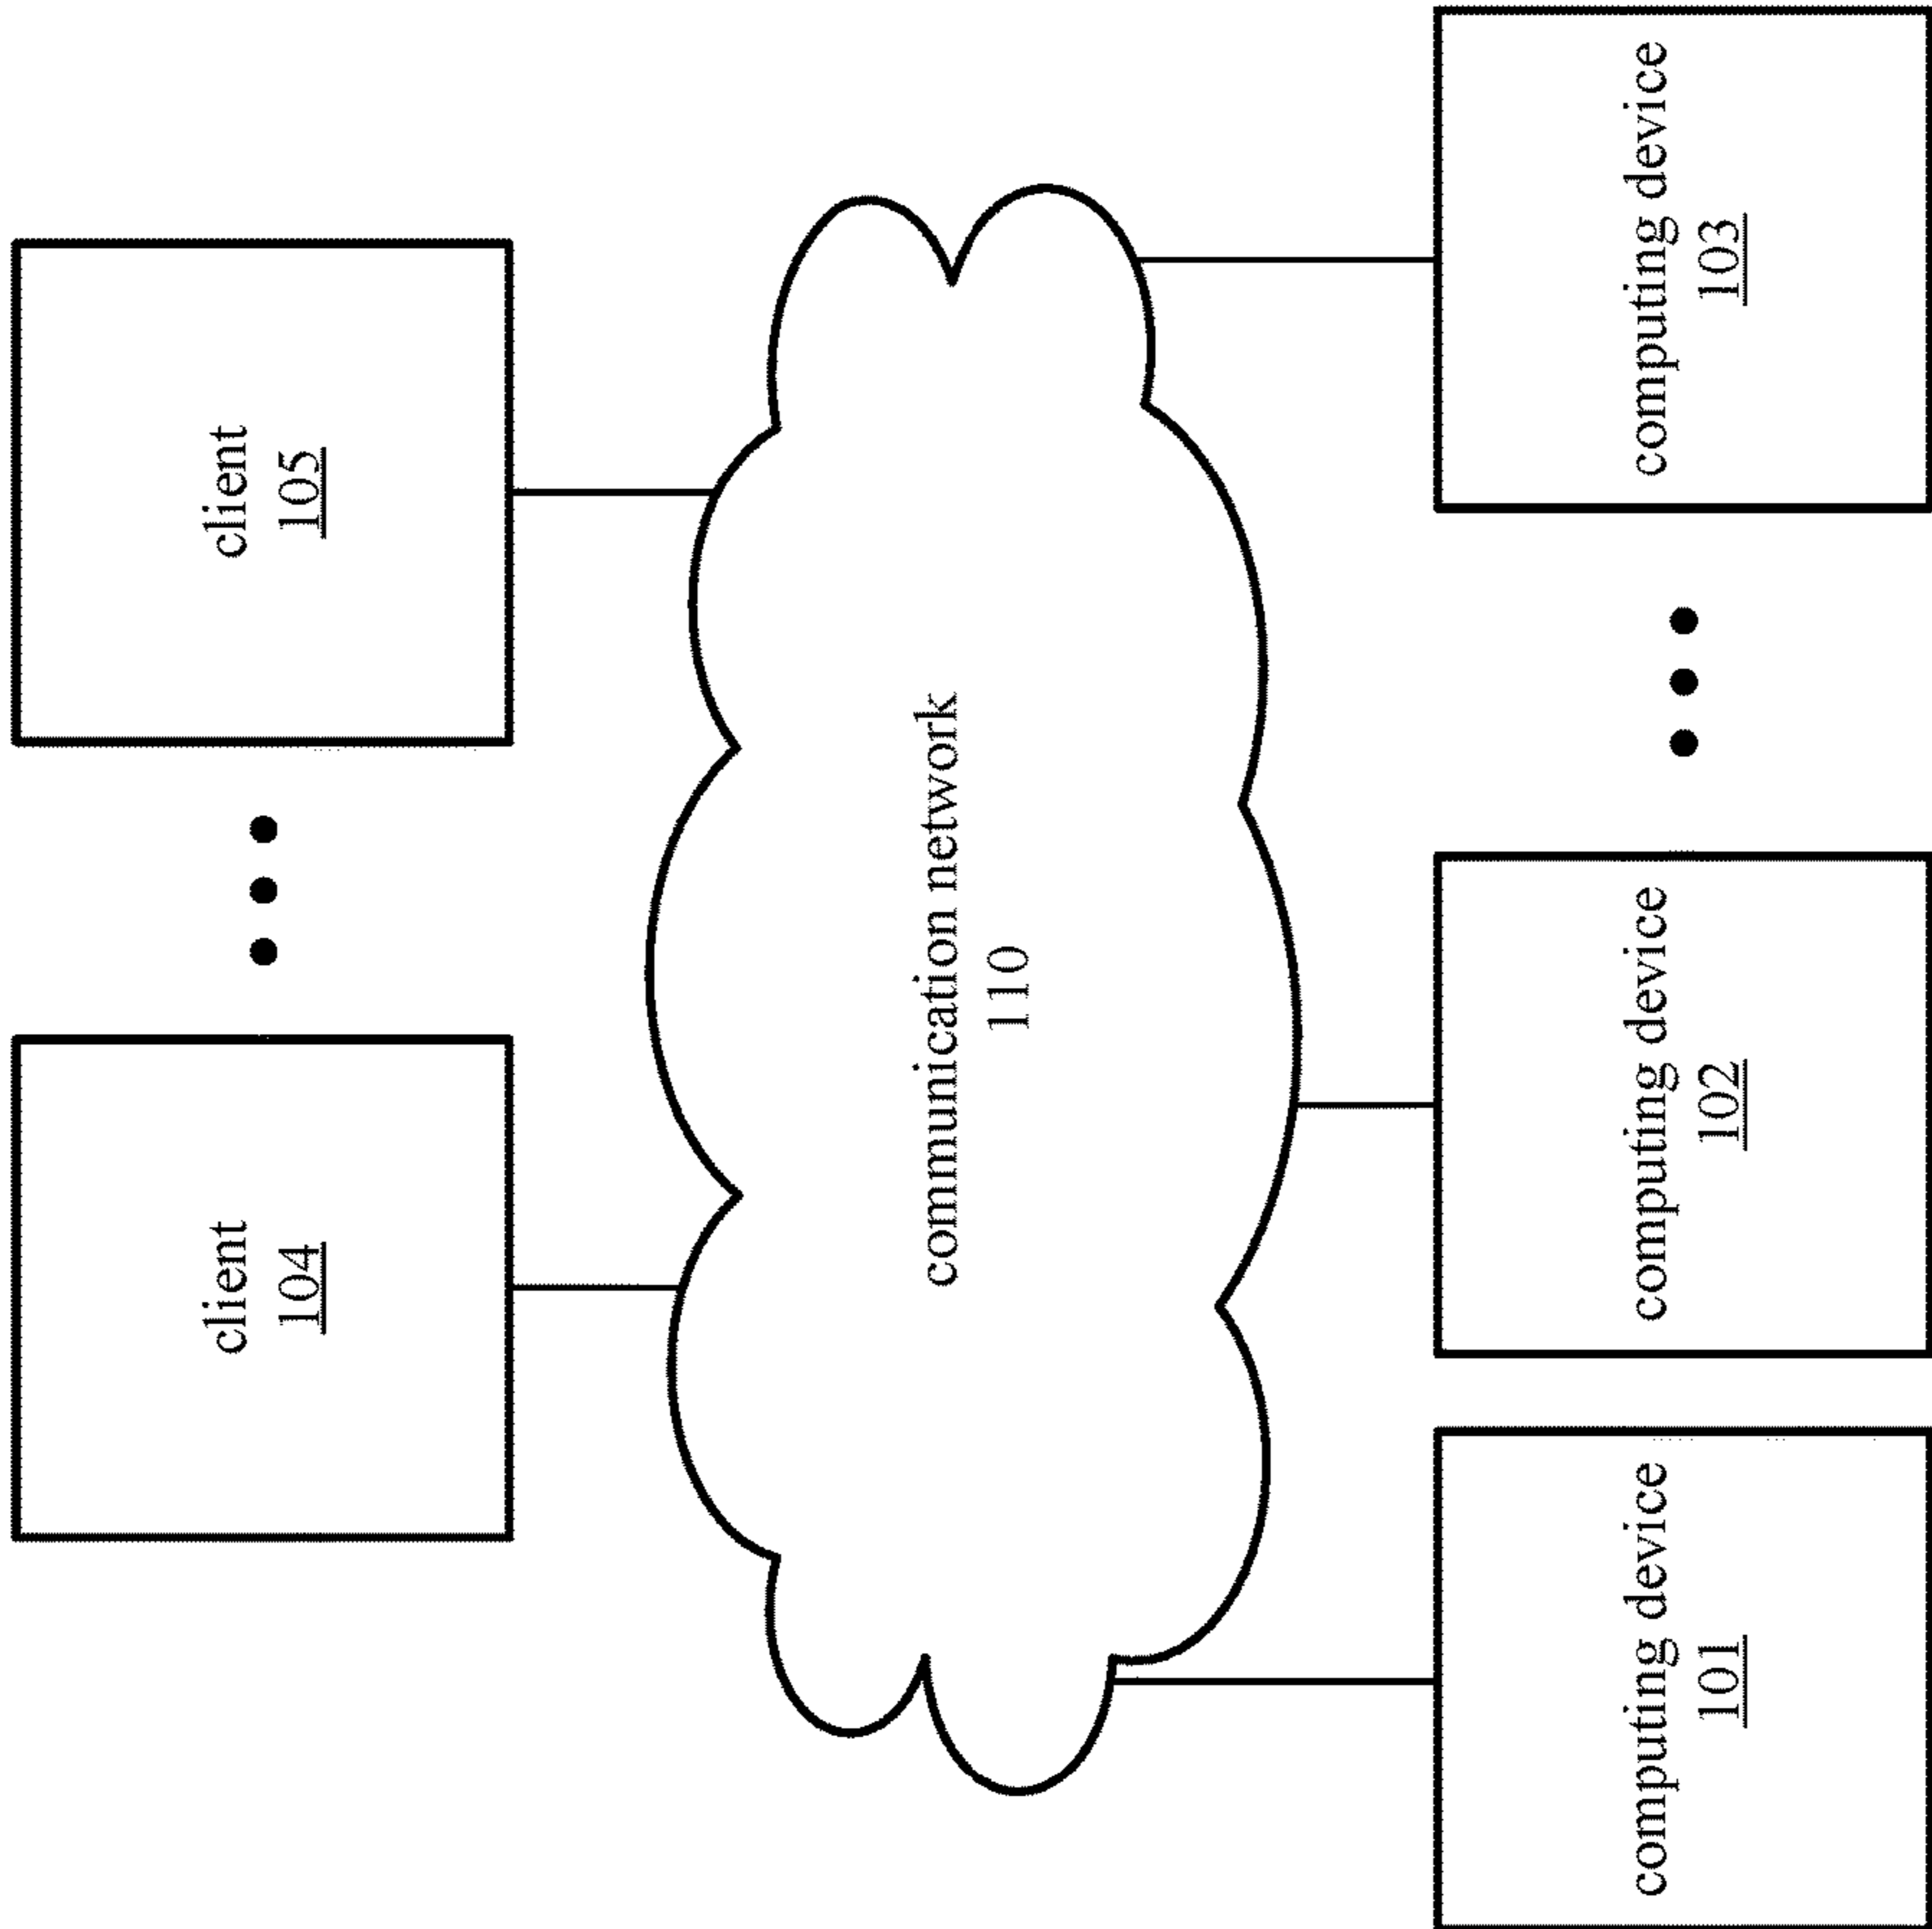 client
104
client
105
communication network
110
computing device
101
computing device
102
computing device
103